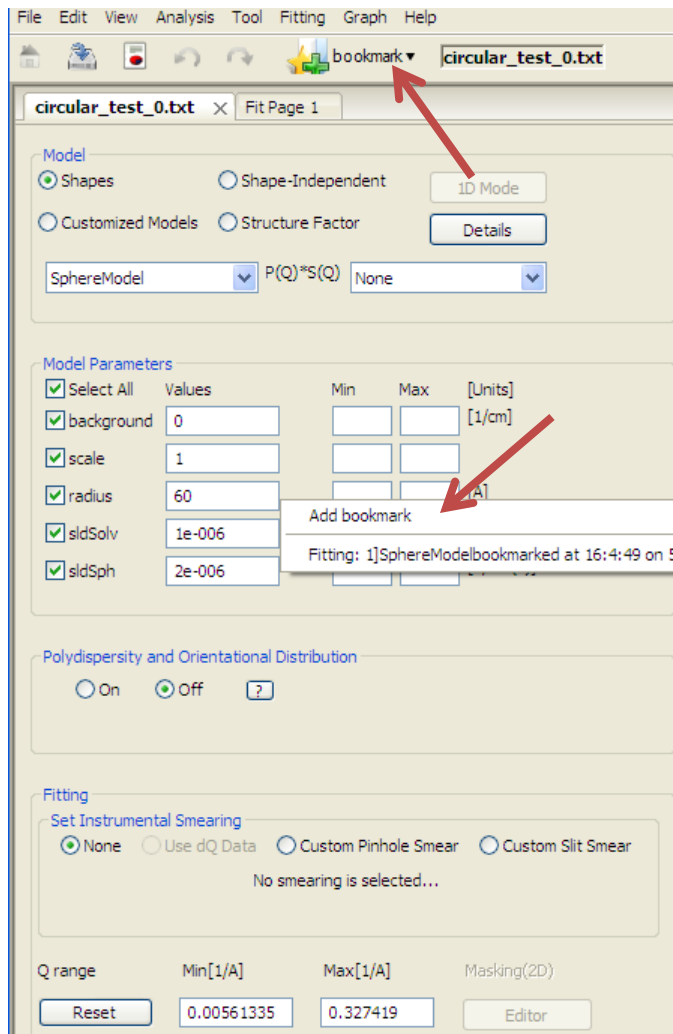 File Edit View Analysis Tool Fitting Graph Help
bookmark▾ circular_test_0.txt
circular_test_0.txt × Fit Page 1
Model
Shapes Shape-Independent 1D Mode
Customized Models Structure Factor Details
SphereModel P(Q)*S(Q) None
Model Parameters
Select All Values Min Max [Units]
background 0 [1/cm]
scale 1
radius 60 [A]
Add bookmark
sldSolv 1e-006
Fitting: 1]SphereModelbookmarked at 16:4:49 on 5
sldSph 2e-006
Polydispersity and Orientational Distribution
On Off ?
Fitting
Set Instrumental Smearing
None Use dQ Data Custom Pinhole Smear Custom Slit Smear
No smearing is selected...
Q range Min[1/A] Max[1/A] Masking(2D)
Reset 0.00561335 0.327419 Editor